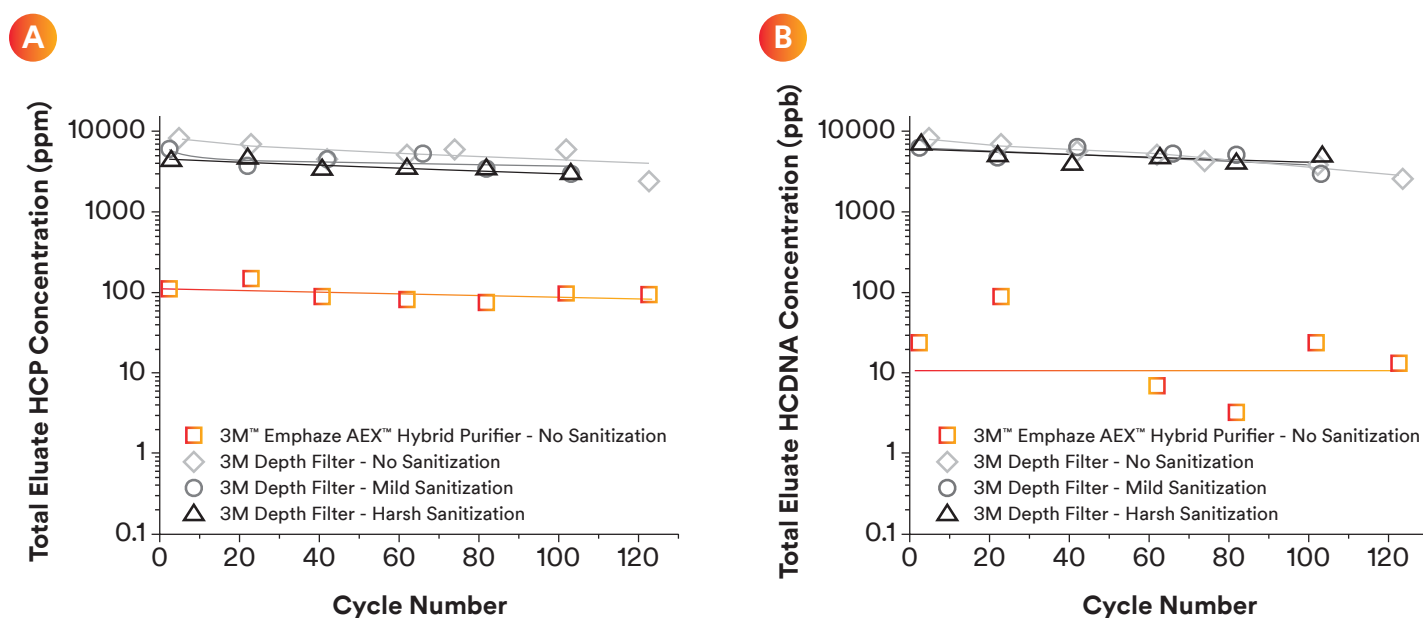 A
Total Eluate HCP Concentration (ppm)
10000
1000
100
10
1
0.1
0 20 40 60 80 100 120
Cycle Number
3M™ Emphaze AEX™ Hybrid Purifier - No Sanitization
3M Depth Filter - No Sanitization
3M Depth Filter - Mild Sanitization
3M Depth Filter - Harsh Sanitization
B
Total Eluate HCDNA Concentration (ppb)
10000
1000
100
10
1
0.1
0 20 40 60 80 100 120
Cycle Number
3M™ Emphaze AEX™ Hybrid Purifier - No Sanitization
3M Depth Filter - No Sanitization
3M Depth Filter - Mild Sanitization
3M Depth Filter - Harsh Sanitization